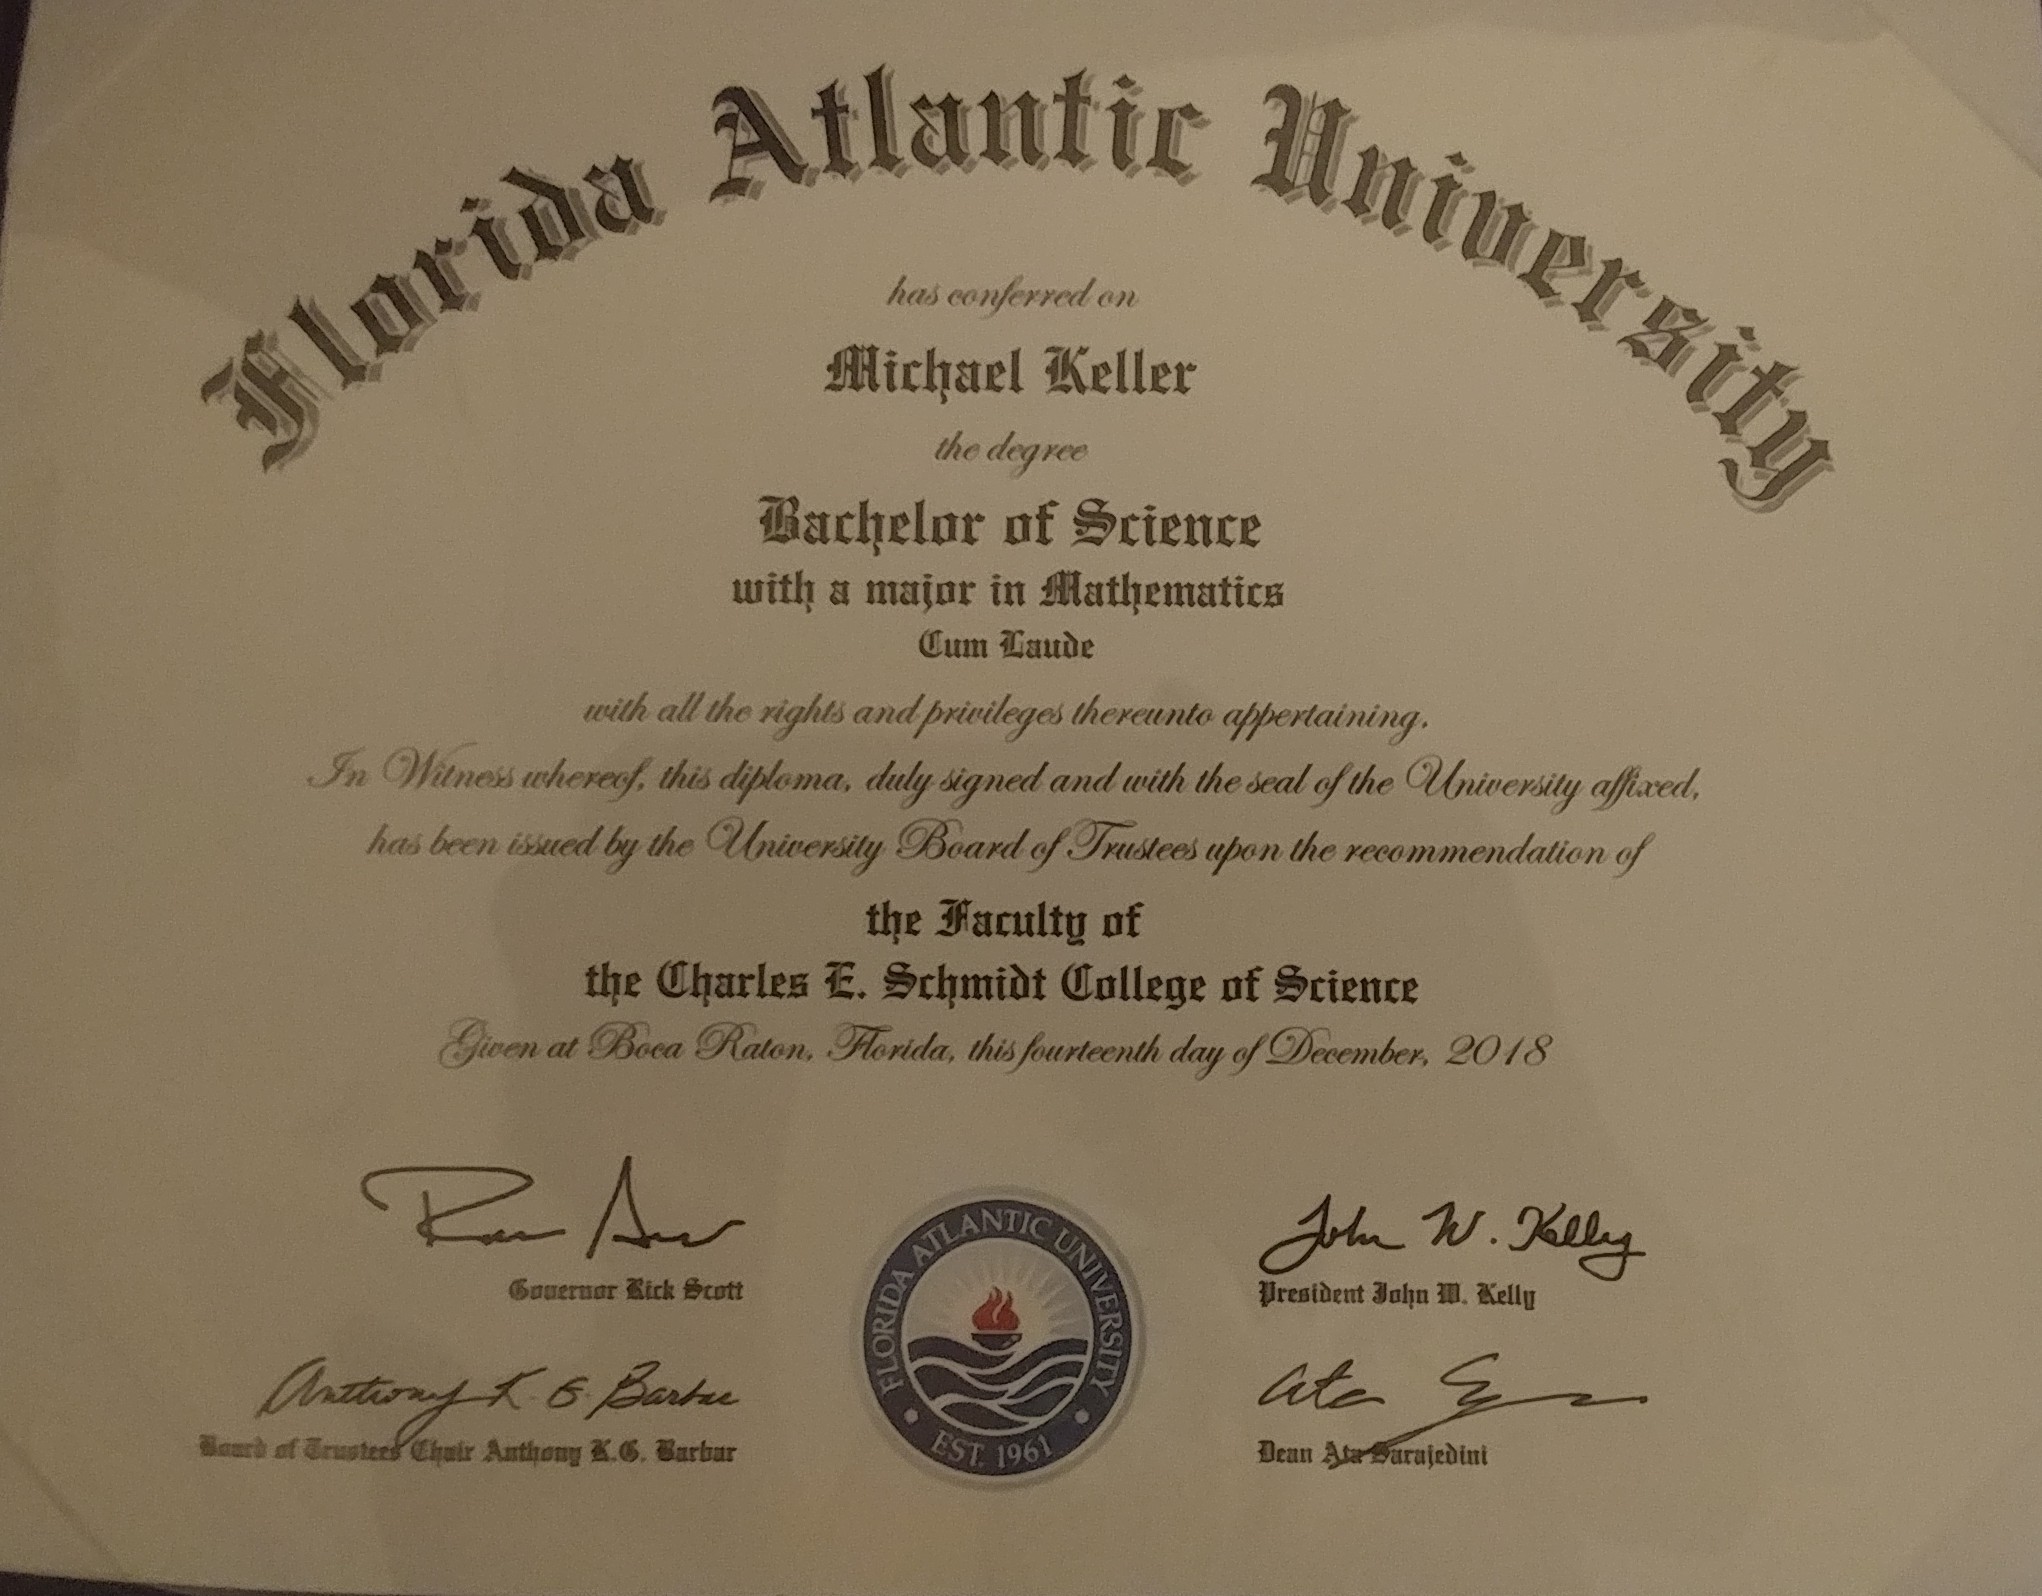 Florida Atlantic University
has conferred on
Michael Keller
the degree
Bachelor of Science
with a major in Mathematics
Cum Laude
with all the rights and privileges thereunto appertaining.
In Witness whereof, this diploma, duly signed and with the seal of the University affixed,
has been issued by the University Board of Trustees upon the recommendation of
the Faculty of
the Charles E. Schmidt College of Science
Given at Boca Raton, Florida, this fourteenth day of December, 2018
Governor Rick Scott
John W. Kelly
President John W. Kelly
Anthony K. G. Barbar
Board of Trustees Chair Anthony K.G. Barbar
Dean Ata Sarajedini
FLORIDA ATLANTIC UNIVERSITY
EST. 1961